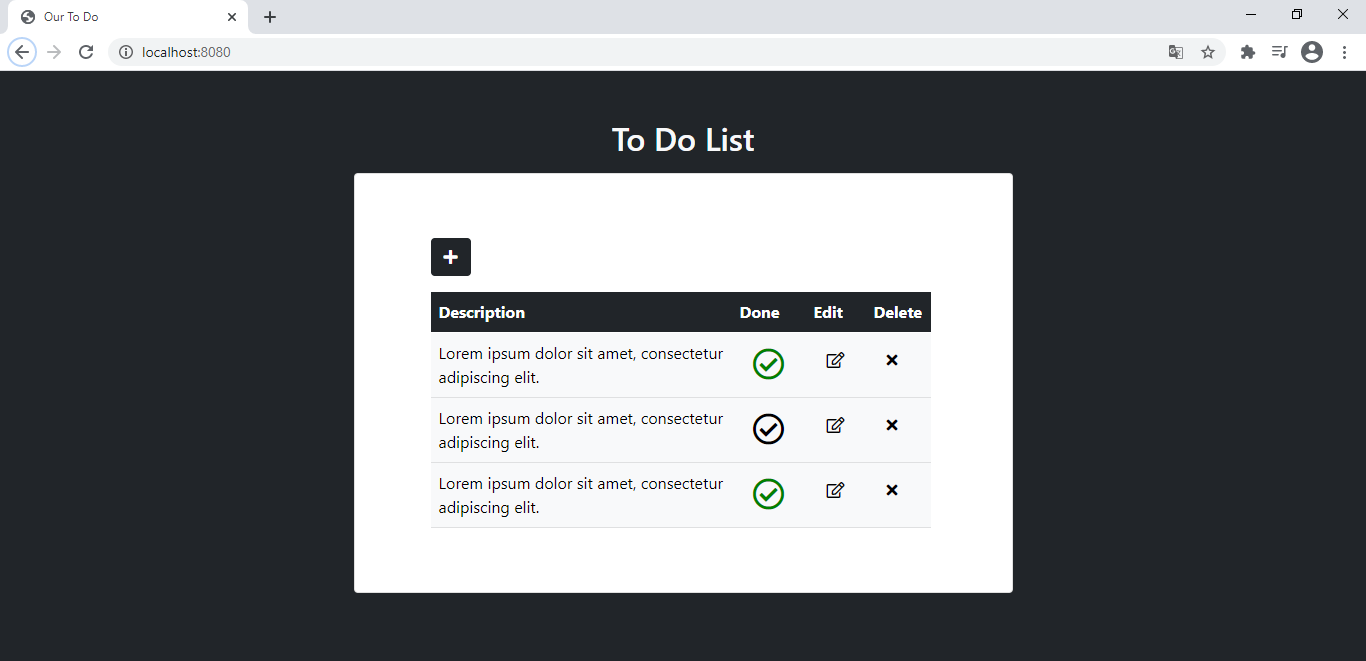 Our To Do
localhost:8080
To Do List
Description Done Edit Delete
Lorem ipsum dolor sit amet, consectetur
adipiscing elit.
Lorem ipsum dolor sit amet, consectetur
adipiscing elit.
Lorem ipsum dolor sit amet, consectetur
adipiscing elit.